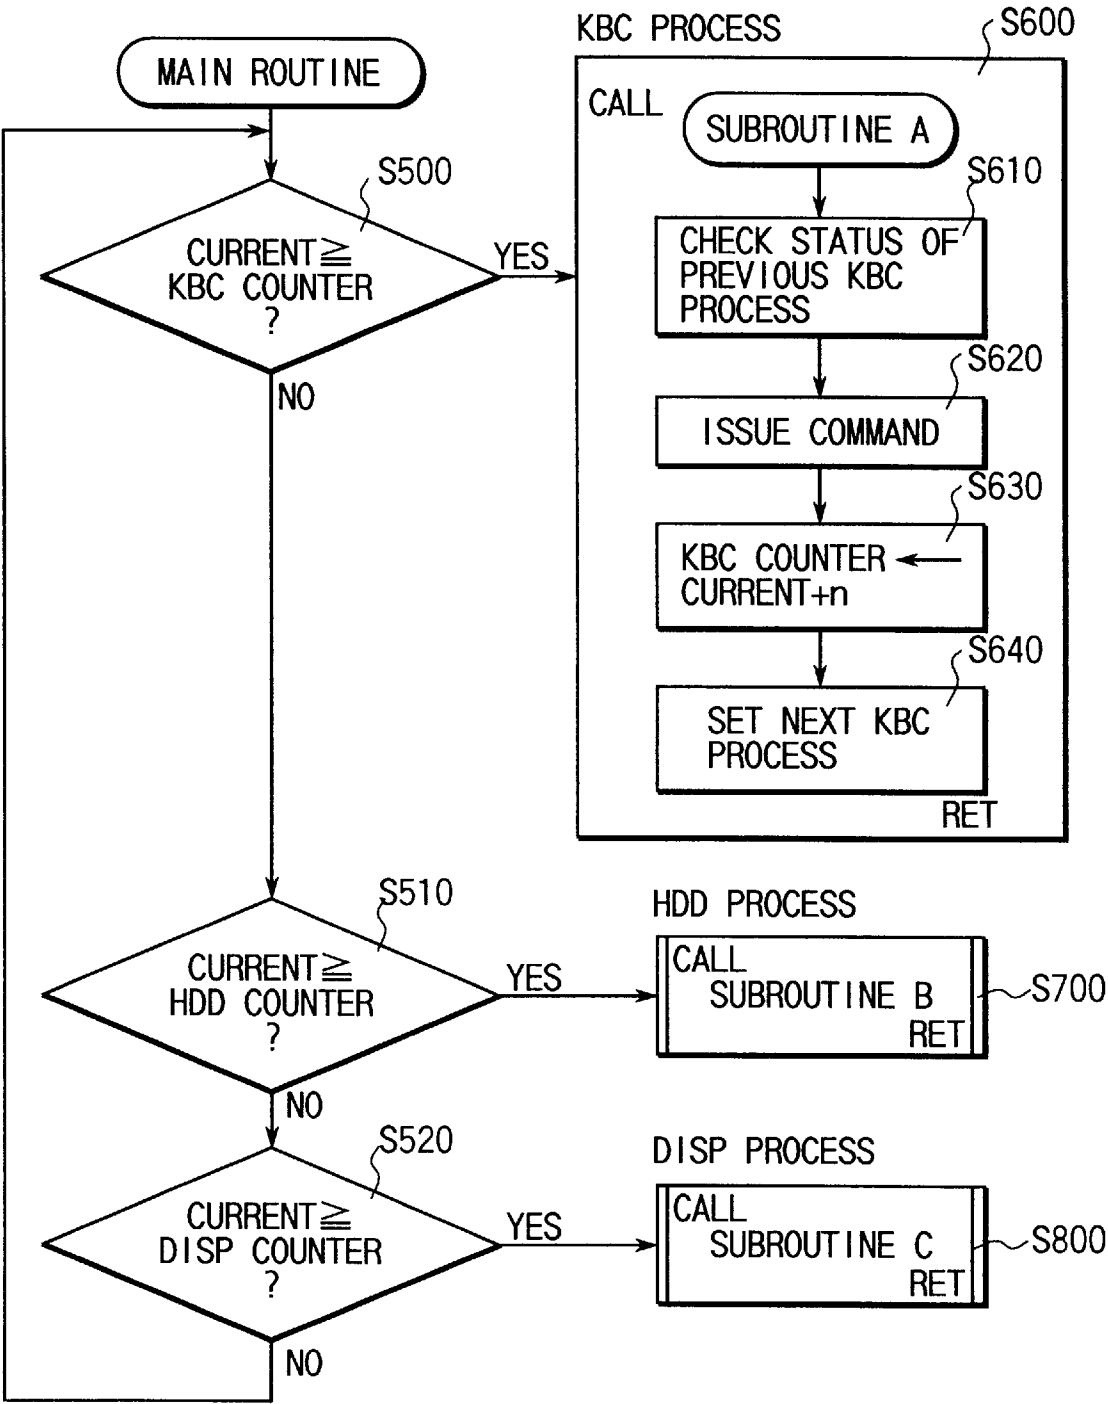 MAIN ROUTINE
S500
CURRENT≧
KBC COUNTER
?
YES
NO
KBC PROCESS
S600
CALL
SUBROUTINE A
S610
CHECK STATUS OF
PREVIOUS KBC
PROCESS
S620
ISSUE COMMAND
S630
KBC COUNTER ←
CURRENT+n
S640
SET NEXT KBC
PROCESS
RET
S510
CURRENT≧
HDD COUNTER
?
YES
NO
HDD PROCESS
CALL
SUBROUTINE B
RET
S700
S520
CURRENT≧
DISP COUNTER
?
YES
NO
DISP PROCESS
CALL
SUBROUTINE C
RET
S800